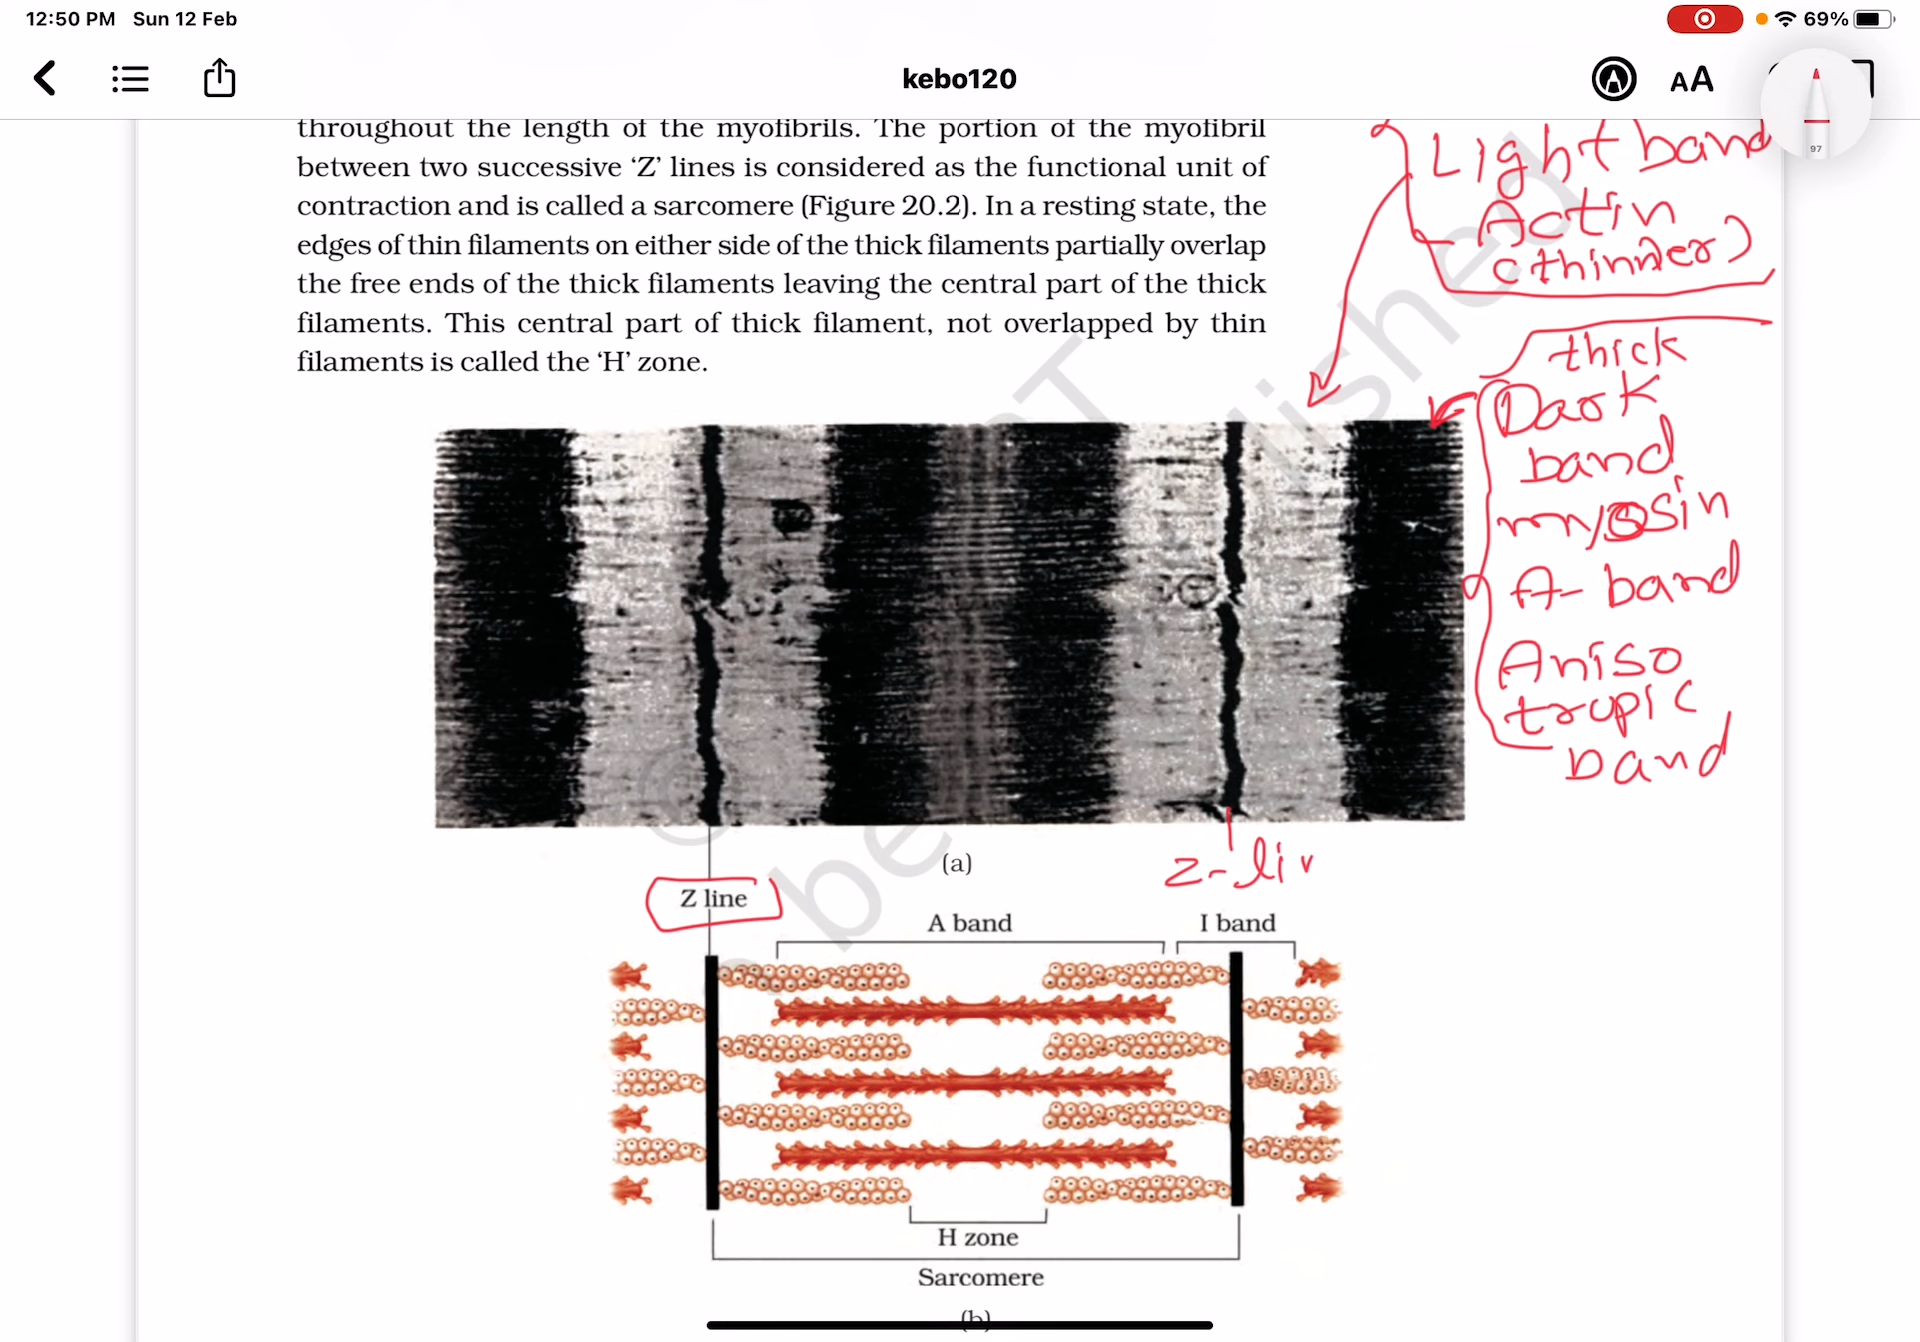 12:50 PM Sun 12 Feb
69%
kebo120
AA
97
throughout the length of the myofibrils. The portion of the myofibril
between two successive ‘Z’ lines is considered as the functional unit of
contraction and is called a sarcomere (Figure 20.2). In a resting state, the
edges of thin filaments on either side of the thick filaments partially overlap
the free ends of the thick filaments leaving the central part of the thick
filaments. This central part of thick filament, not overlapped by thin
filaments is called the ‘H’ zone.
Light band
Actin
(thinner)
thick
Dark
band
myosin
A- band
Aniso
tropic
band
(a)
Z-lin
Z line
A band
I band
H zone
Sarcomere
(b)